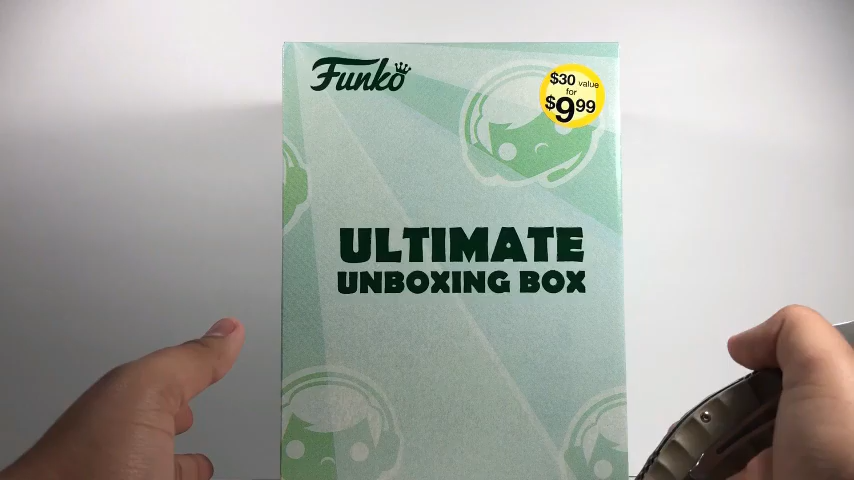 Funko
$30 value
for
$9.99
ULTIMATE
UNBOXING BOX